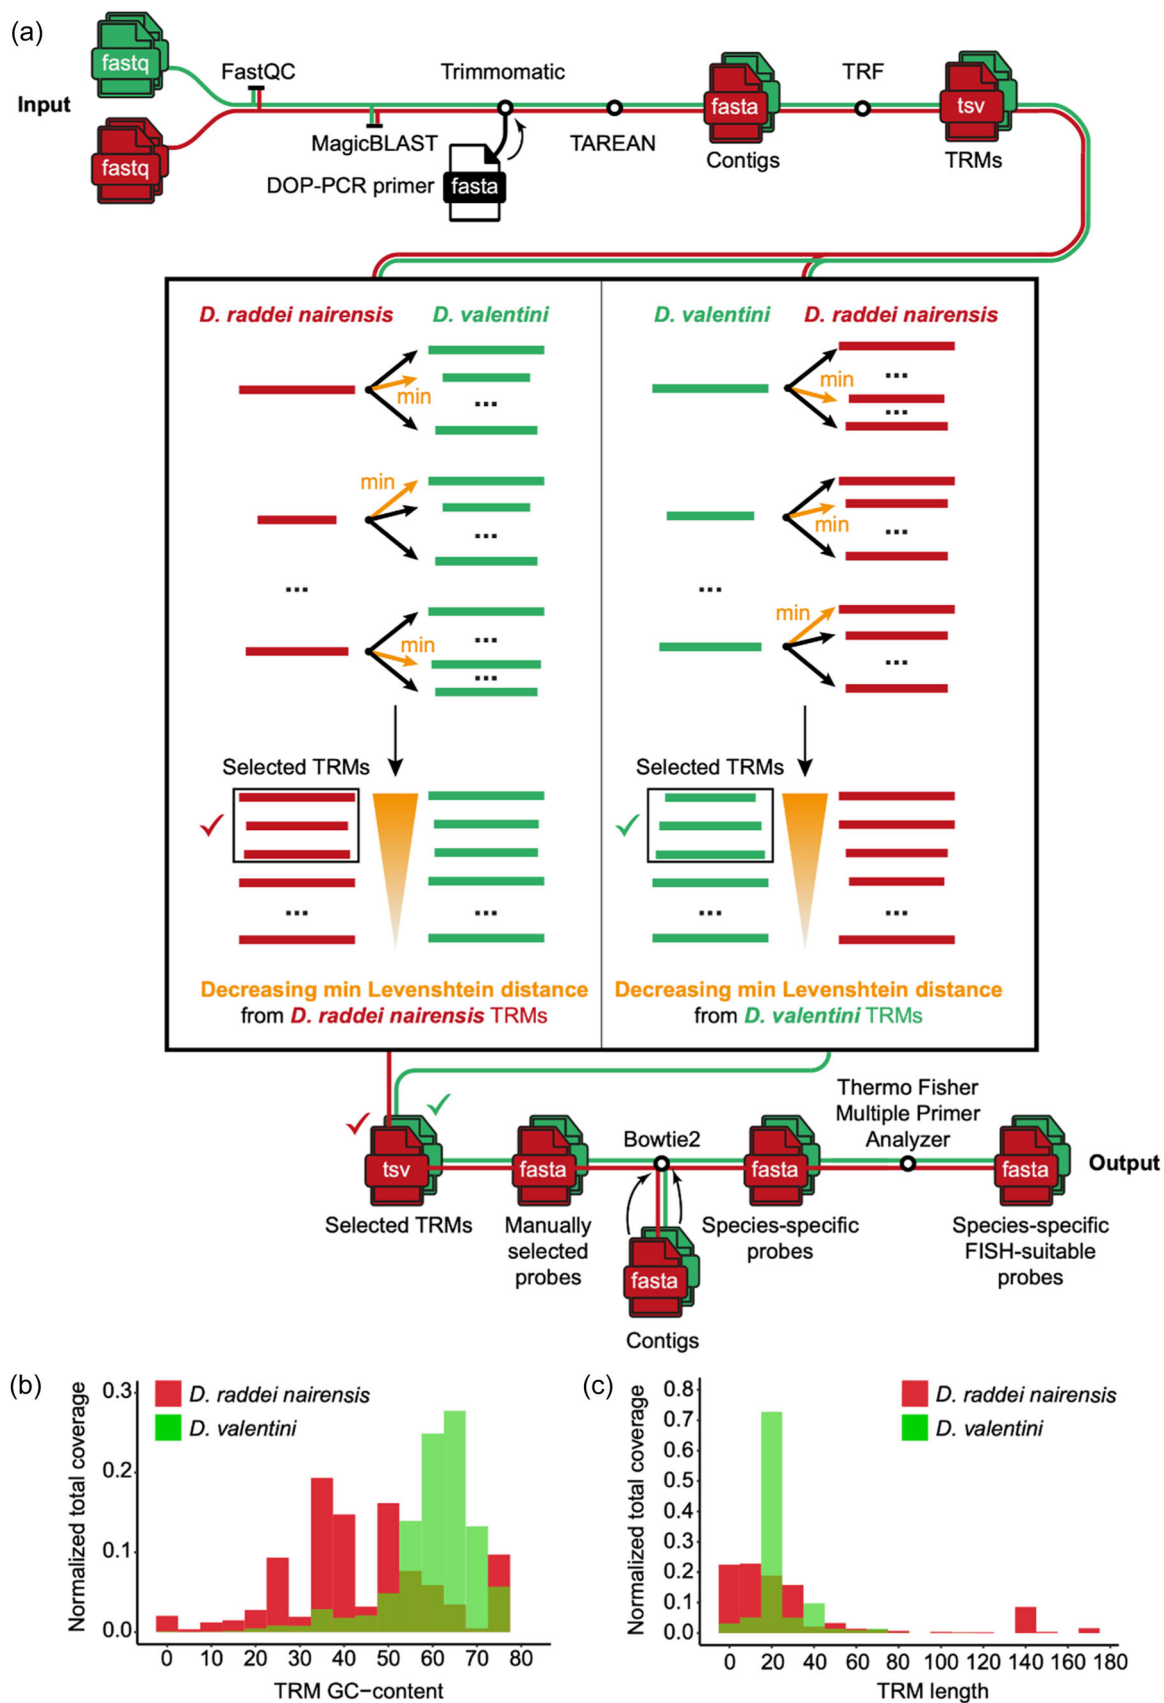 (a)
fastq
FastQC
Trimmomatic
TRF
Input
fasta
tsv
MagicBLAST
TAREAN
Contigs
TRMs
fastq
DOP-PCR primer
fasta
D. raddei nairensis
D. valentini
D. valentini
D. raddei nairensis
min
...
min
...
...
min
...
min
...
...
...
min
...
...
min
...
Selected TRMs
Selected TRMs
...
...
...
...
Decreasing min Levenshtein distance
from D. raddei nairensis TRMs
Decreasing min Levenshtein distance
from D. valentini TRMs
Thermo Fisher
Multiple Primer
Analyzer
Bowtie2
tsv
fasta
fasta
fasta
Output
Selected TRMs
Manually
selected
probes
Species-specific
probes
Species-specific
FISH-suitable
probes
fasta
Contigs
(b)
Normalized total coverage
0.3
0.2
0.1
0.0
D. raddei nairensis
D. valentini
0 10 20 30 40 50 60 70 80
TRM GC-content
(c)
Normalized total coverage
0.8
0.7
0.6
0.5
0.4
0.3
0.2
0.1
0.0
D. raddei nairensis
D. valentini
0 20 40 60 80 100 120 140 160 180
TRM length